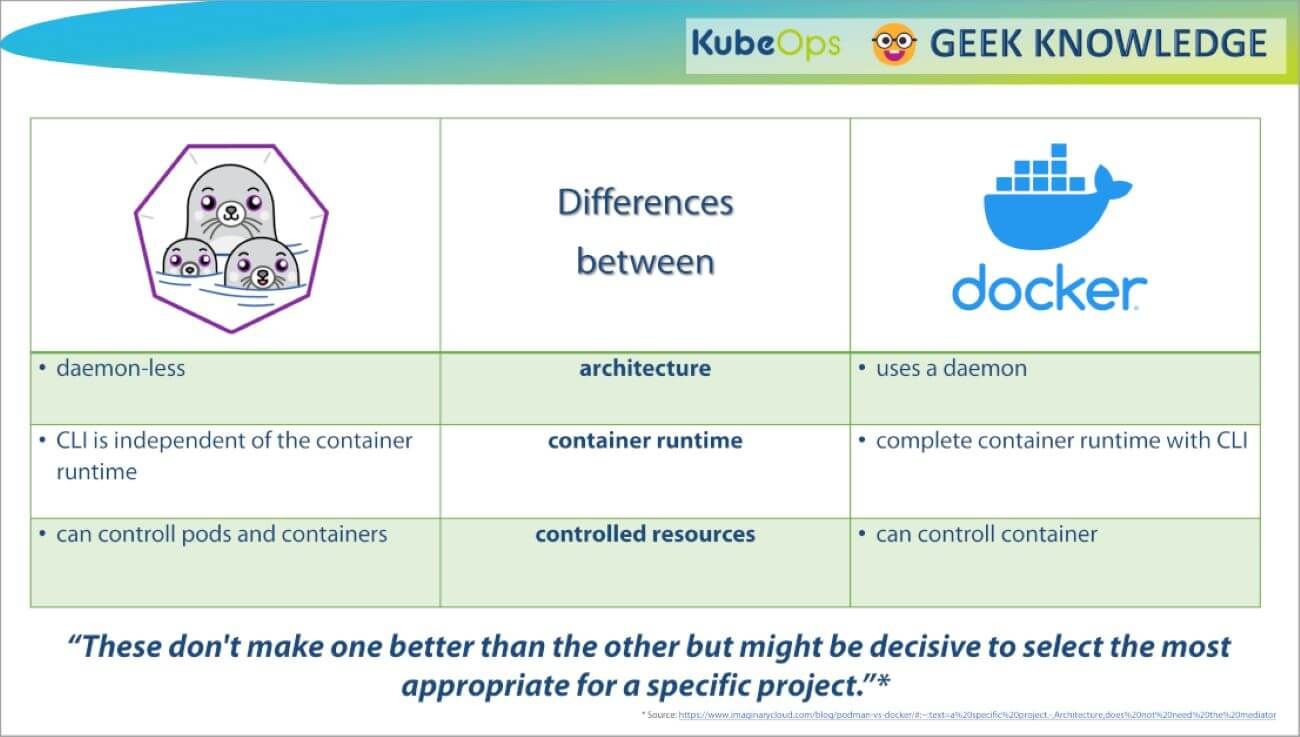 KubeOps GEEK KNOWLEDGE
Differences
between
docker
• daemon-less
architecture
• uses a daemon
• CLI is independent of the container
runtime
container runtime
• complete container runtime with CLI
• can controll pods and containers
controlled resources
• can controll container
“These don't make one better than the other but might be decisive to select the most
appropriate for a specific project.”*
* Source: https://www.imaginarycloud.com/blog/podman-vs-docker/#:~:text=a%20specific%20project.-,Architecture,does%20not%20need%20the%20mediator